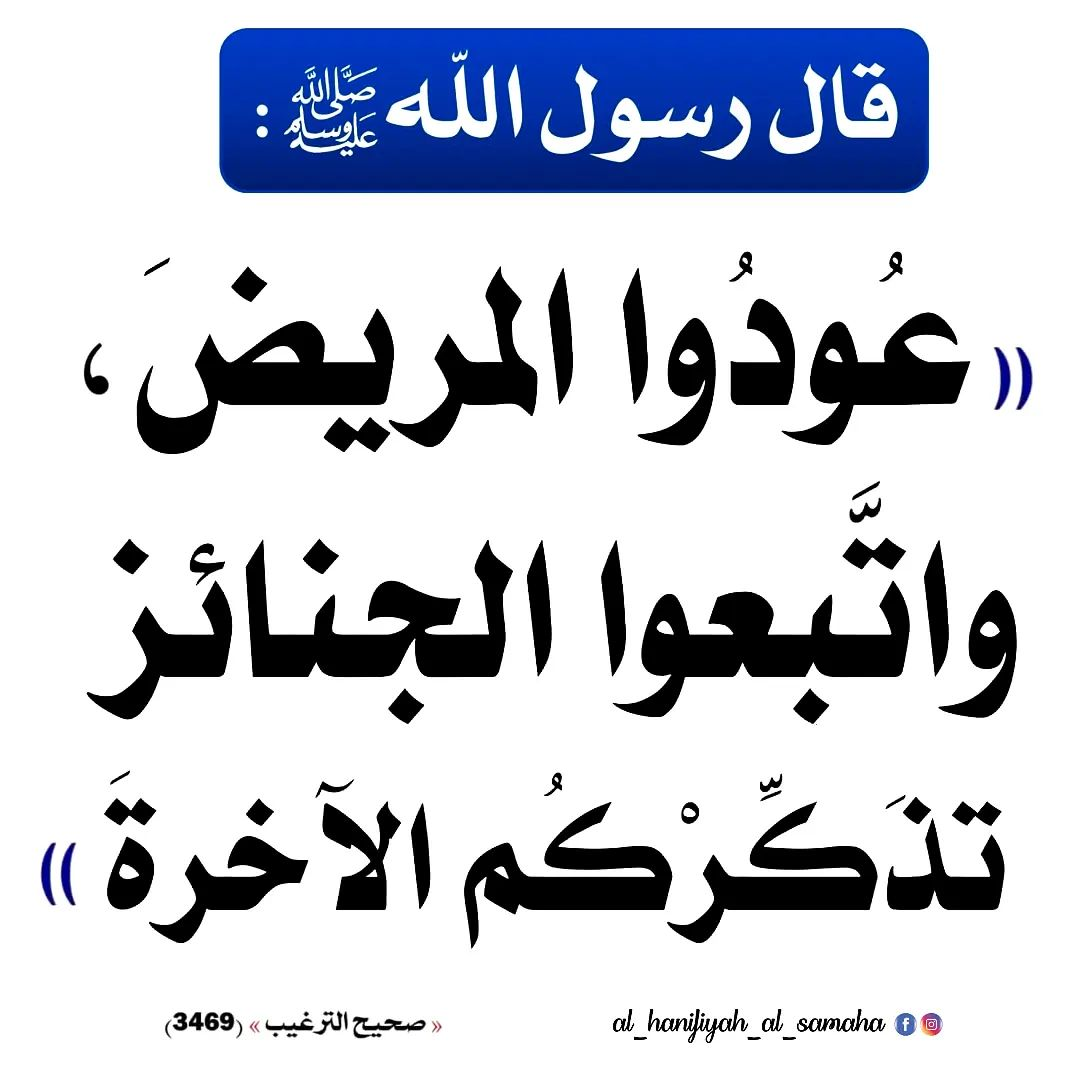 قال رسول الله ﷺ :
(( عُودُوا المريضَ ،
واتَّبعوا الجنائز
تذَكِّرْكُم الآخرةَ ))
« صحيح الترغيب » (3469)
al_hanifiyah_al_samaha